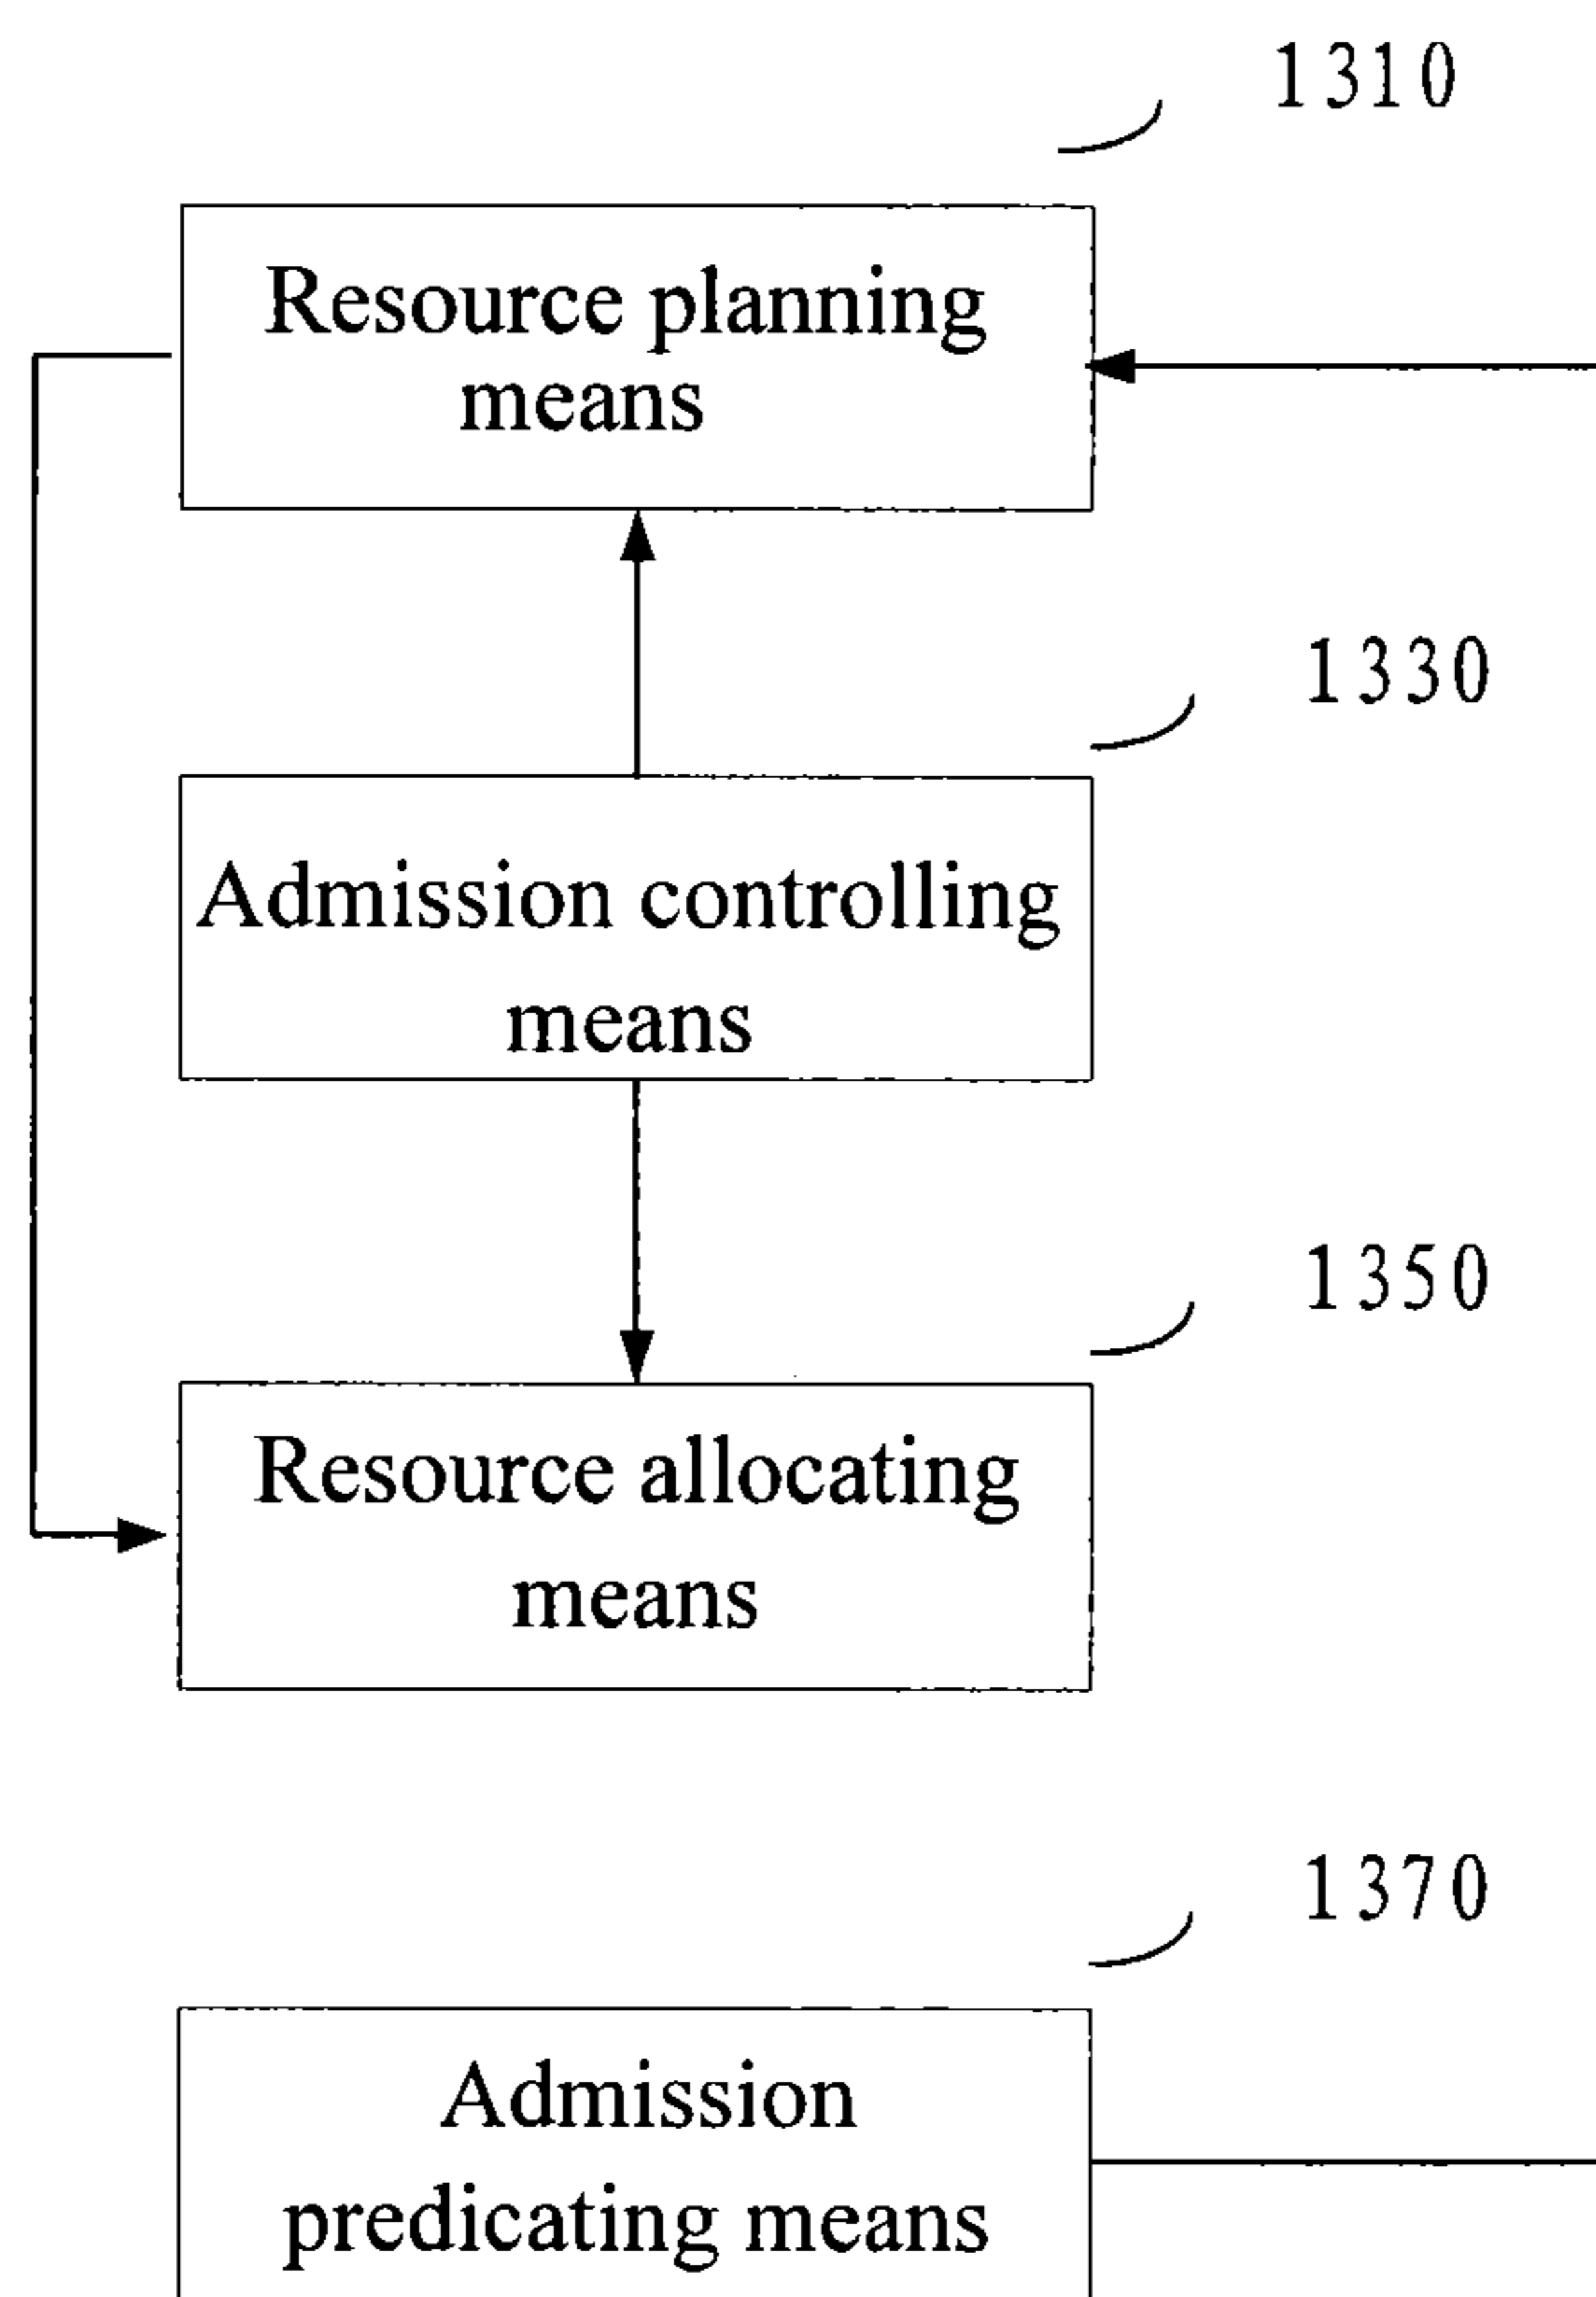 1310
Resource planning
means
1330
Admission controlling
means
1350
Resource allocating
means
1370
Admission
predicating means